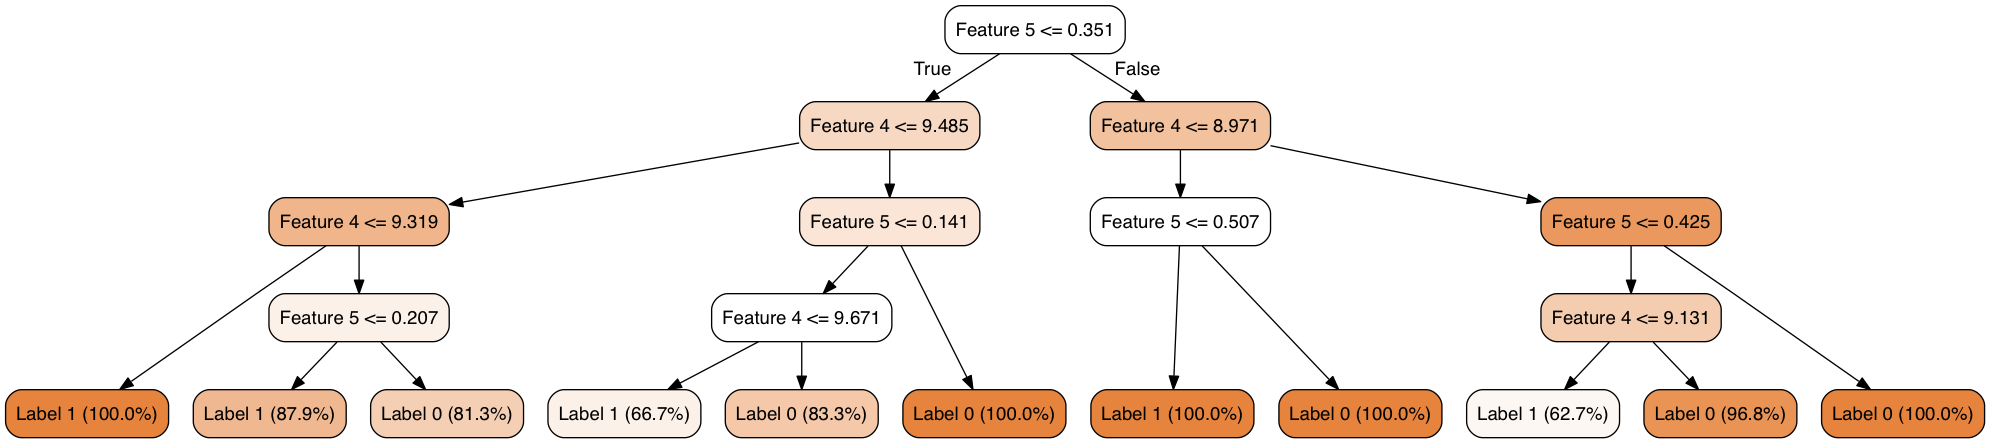 Feature 5 <= 0.351
True
False
Feature 4 <= 9.485
Feature 4 <= 8.971
Feature 4 <= 9.319
Feature 5 <= 0.141
Feature 5 <= 0.507
Feature 5 <= 0.425
Feature 5 <= 0.207
Feature 4 <= 9.671
Feature 4 <= 9.131
Label 1 (100.0%)
Label 1 (87.9%)
Label 0 (81.3%)
Label 1 (66.7%)
Label 0 (83.3%)
Label 0 (100.0%)
Label 1 (100.0%)
Label 0 (100.0%)
Label 1 (62.7%)
Label 0 (96.8%)
Label 0 (100.0%)